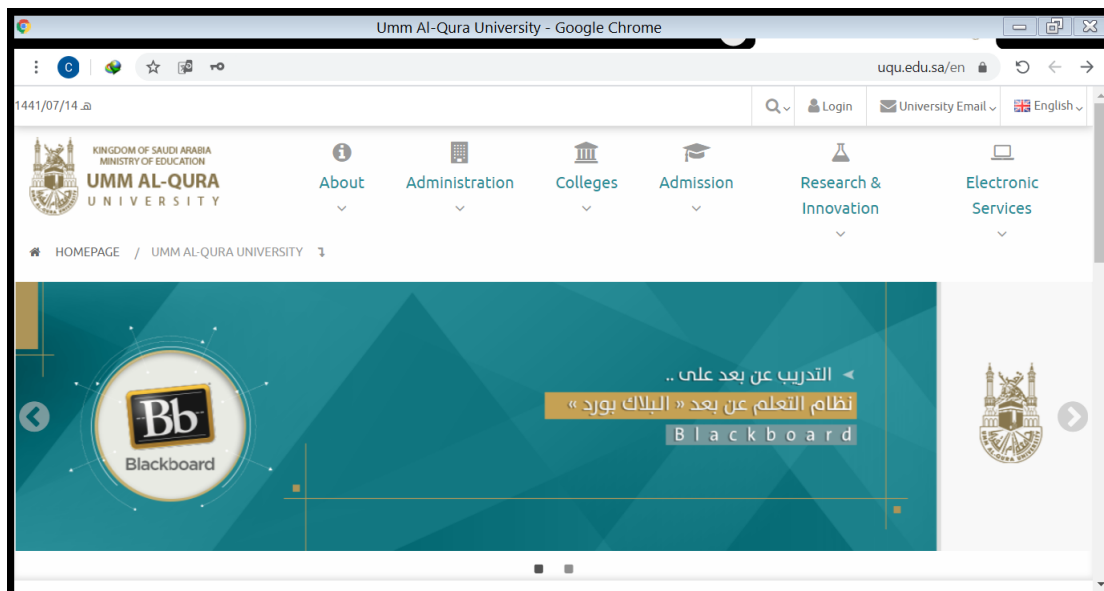 Umm Al-Qura University - Google Chrome
C
uqu.edu.sa/en
1441/07/14 هـ
Login
University Email
English
KINGDOM OF SAUDI ARABIA
MINISTRY OF EDUCATION
UMM AL-QURA
UNIVERSITY
About
Administration
Colleges
Admission
Research &
Innovation
Electronic
Services
HOMEPAGE / UMM AL-QURA UNIVERSITY
Bb
Blackboard
التدريب عن بعد على ..
نظام التعلم عن بعد « البلاك بورد »
Blackboard